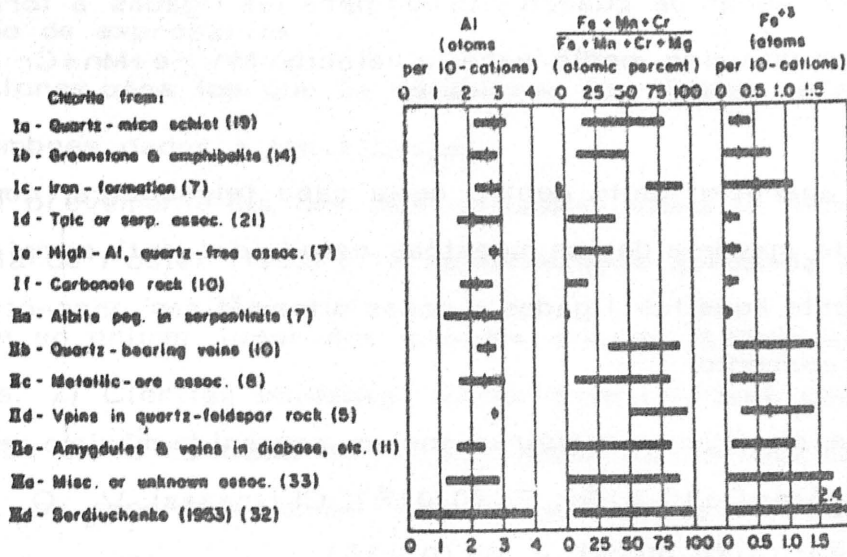 Al
(atoms
per 10-cations)
Fe + Mn + Cr
Fe + Mn + Cr + Mg
(atomic percent)
Fe+3
(atoms
per 10-cations)
0 1 2 3 4 0 25 50 75 100 0 0.5 1.0 1.5
Chlorite from:
Ia - Quartz - mica schist (19)
Ib - Greenstone & amphibolite (14)
Ic - Iron - formation (7)
Id - Talc or serp. assoc. (21)
Ie - High - Al, quartz - free assoc. (7)
If - Carbonate rock (10)
IIa - Albite peg. in serpentinite (7)
IIb - Quartz - bearing veins (10)
IIc - Metallic - ore assoc. (8)
IId - Veins in quartz - feldspar rock (5)
IIe - Amygdules & veins in diabase, etc. (11)
IIIa - Misc. or unknown assoc. (33)
Serdiuchenko (1953) (32)
2.4
0 1 2 3 4 0 25 50 75 100 0 0.5 1.0 1.5